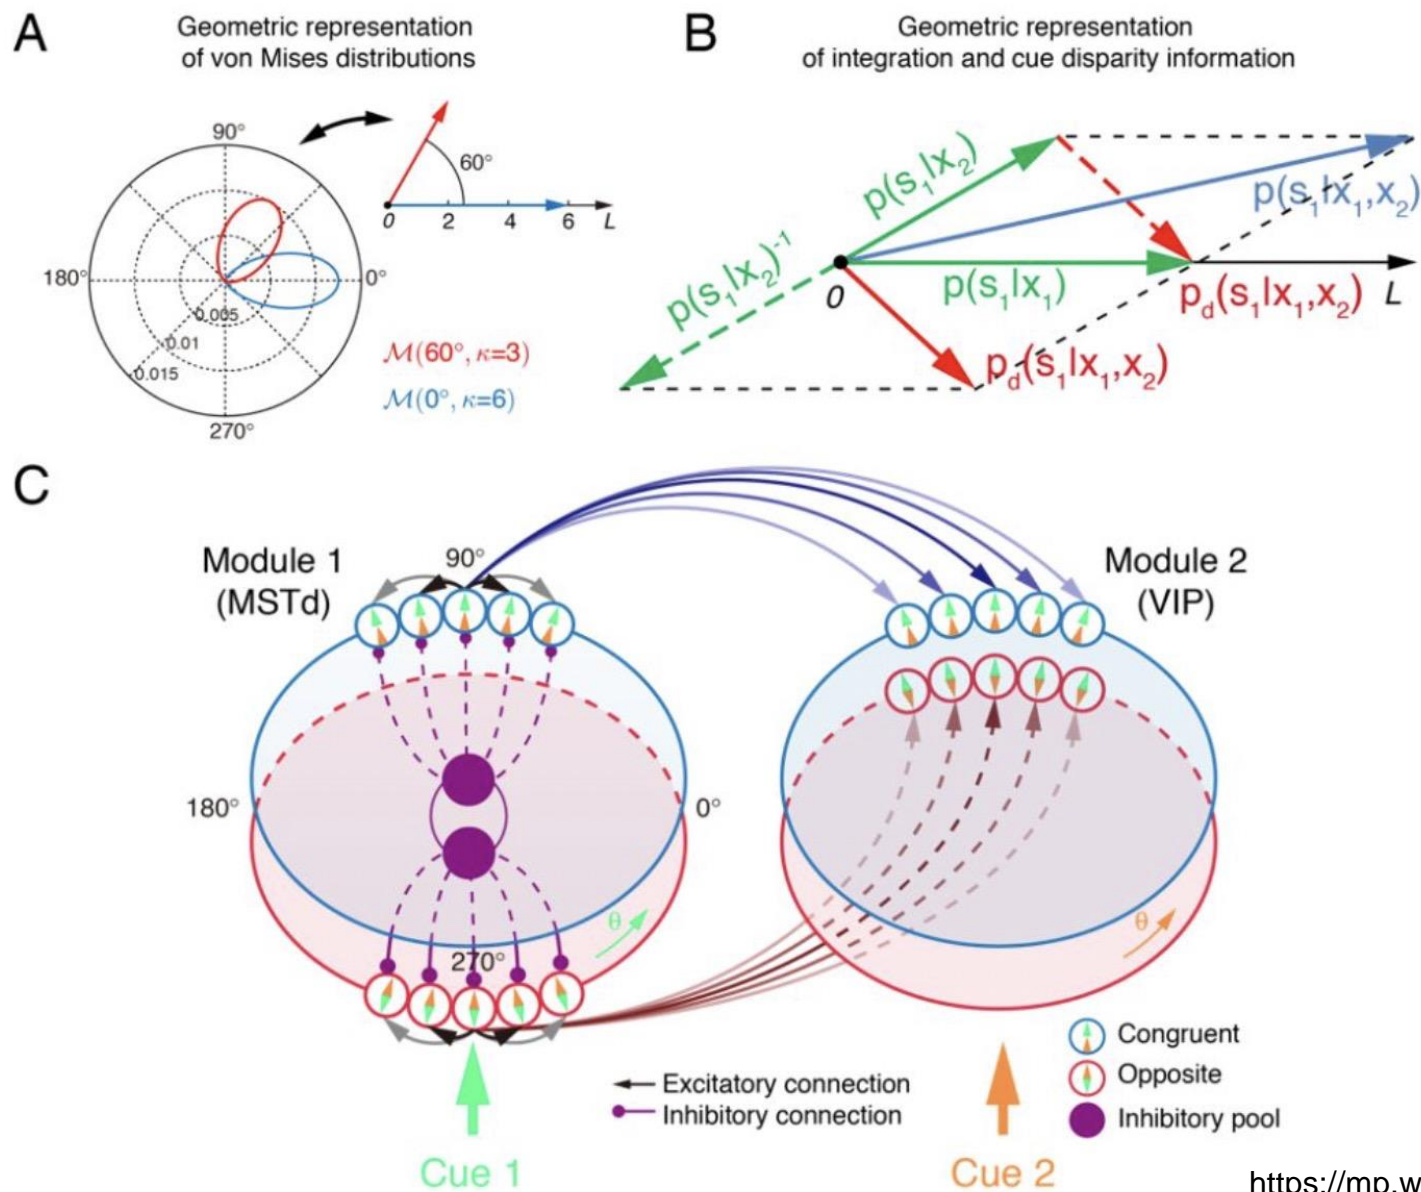 A
Geometric representation
of von Mises distributions
90°
180°
0°
270°
0.005
0.01
0.015
60°
0 2 4 6 L
M(60°, κ=3)
M(0°, κ=6)
B
Geometric representation
of integration and cue disparity information
p(s₁|x₂)
p(s₁|x₁,x₂)
p(s₁|x₂)⁻¹
0
p(s₁|x₁)
p_d(s₁|x₁,x₂)
L
p_d(s₁|x₁,x₂)
C
Module 1
(MSTd)
90°
Module 2
(VIP)
180°
0°
θ
θ
270°
Congruent
Opposite
Inhibitory pool
Excitatory connection
Inhibitory connection
Cue 1
Cue 2
https://mp.w